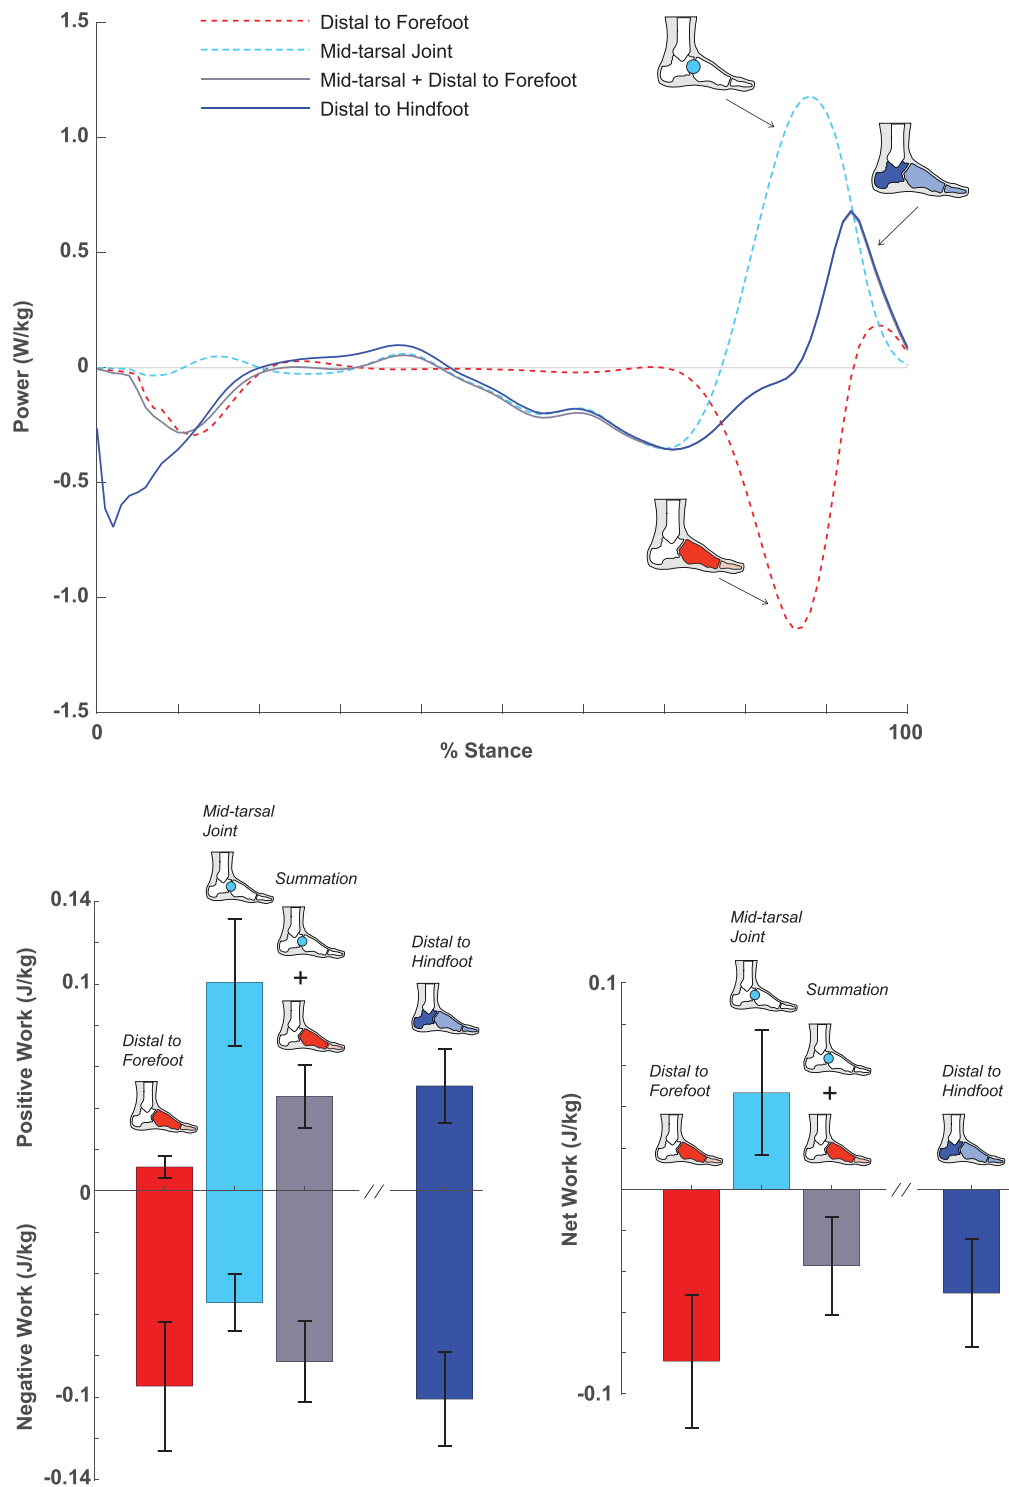 1.5
1.0
0.5
0
-0.5
-1.0
-1.5
Power (W/kg)
Distal to Forefoot
Mid-tarsal Joint
Mid-tarsal + Distal to Forefoot
Distal to Hindfoot
0
100
% Stance
Positive Work (J/kg)
Negative Work (J/kg)
0.14
0.1
0
-0.1
-0.14
Distal to
Forefoot
Mid-tarsal
Joint
Summation
+
Distal to
Hindfoot
//
Net Work (J/kg)
0.1
-0.1
Distal to
Forefoot
Mid-tarsal
Joint
Summation
+
Distal to
Hindfoot
//